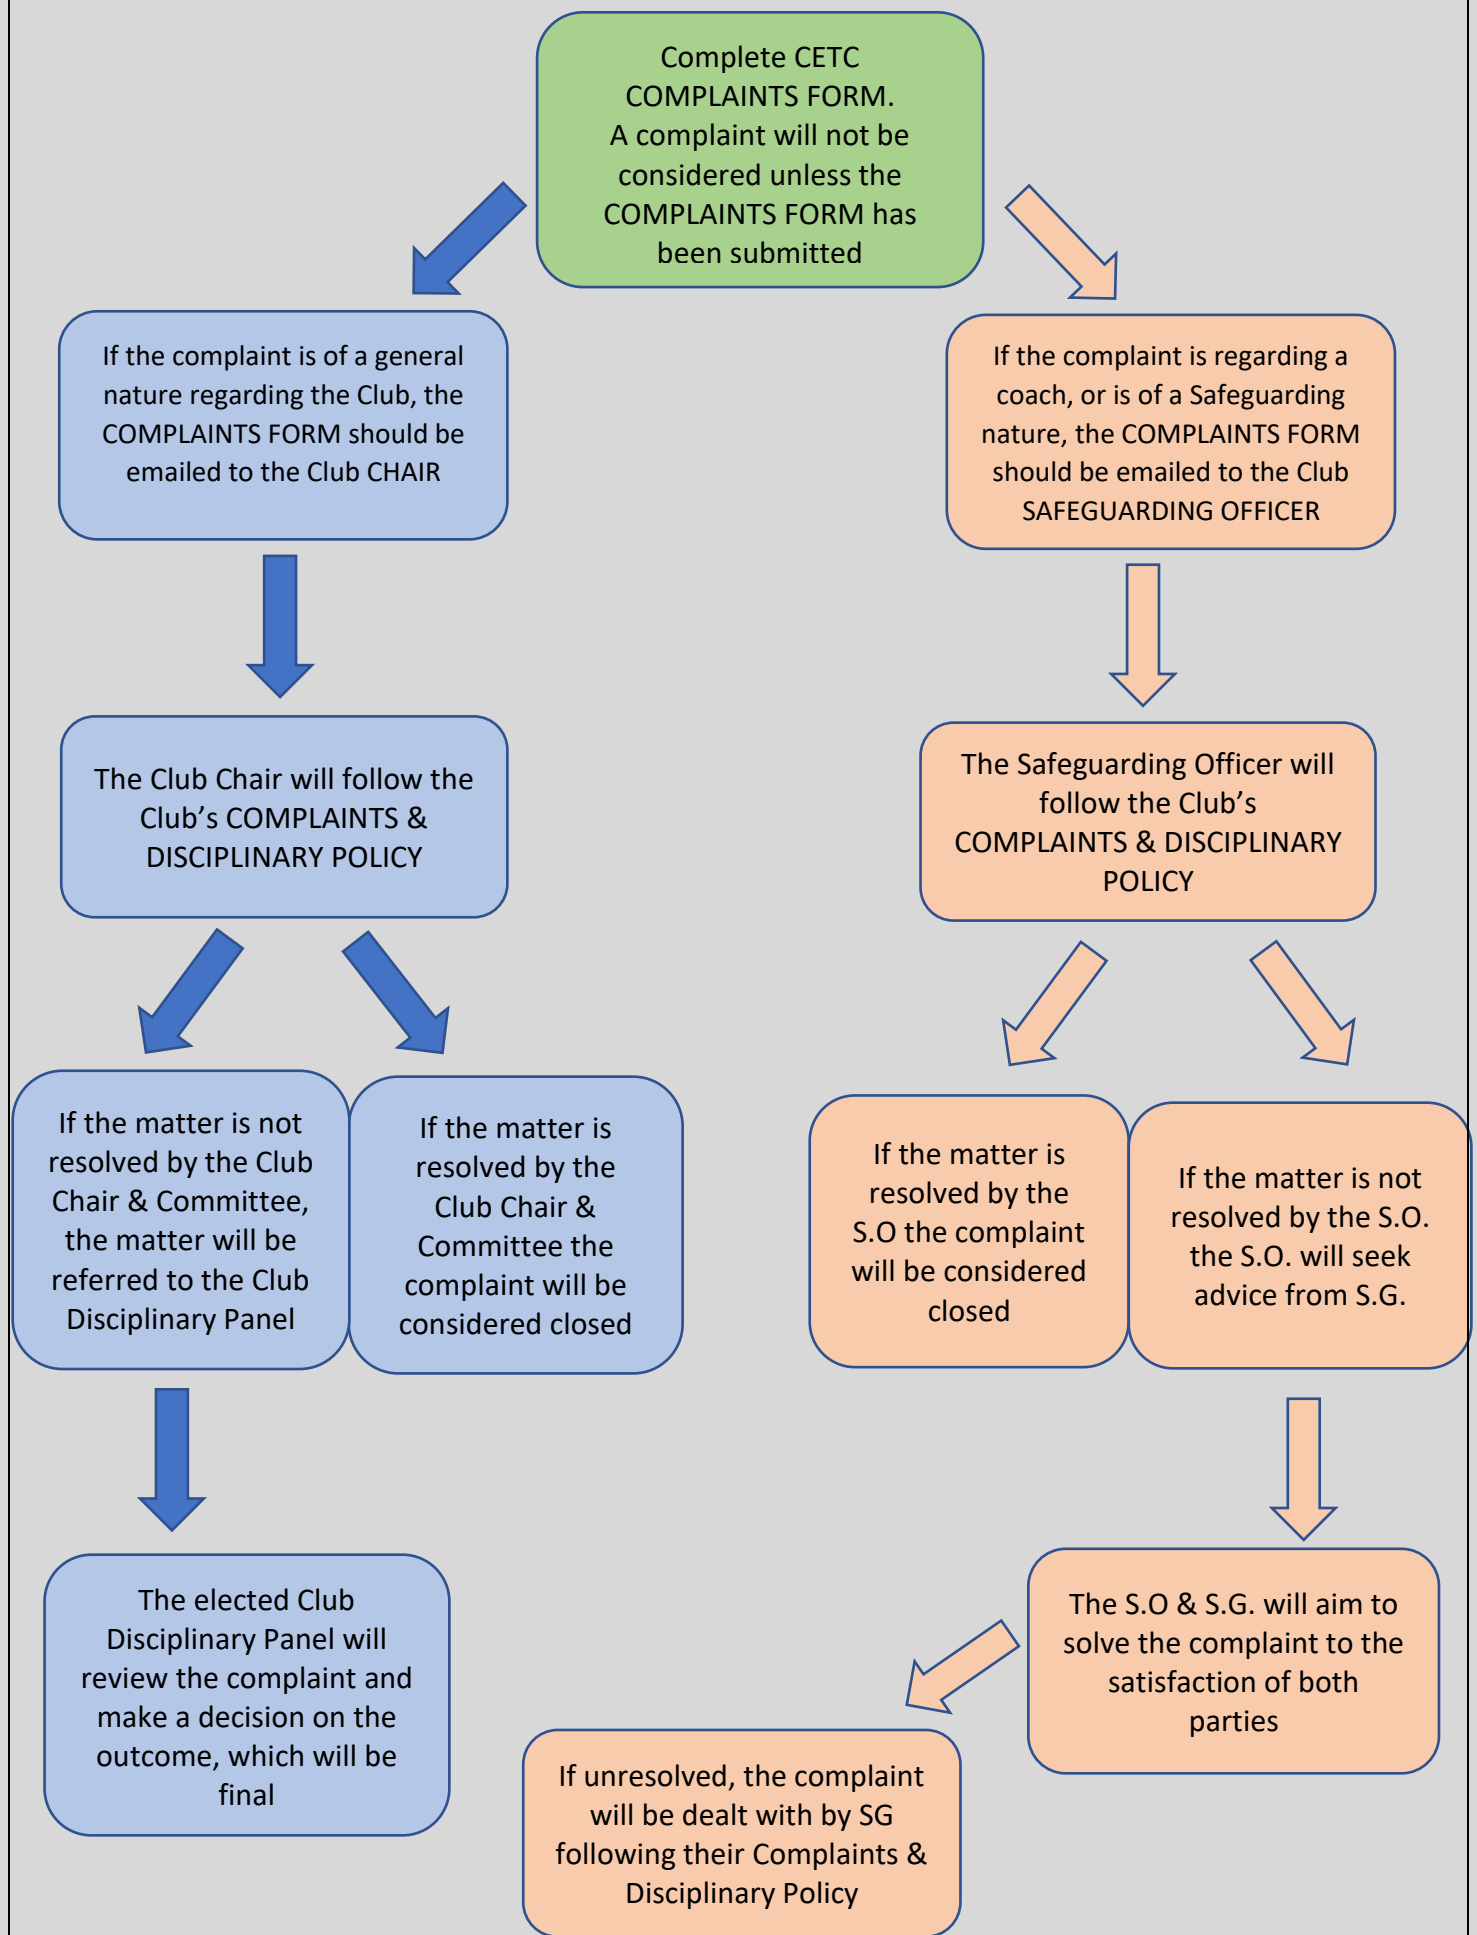 Complete CETC
COMPLAINTS FORM.
A complaint will not be
considered unless the
COMPLAINTS FORM has
been submitted
If the complaint is of a general
nature regarding the Club, the
COMPLAINTS FORM should be
emailed to the Club CHAIR
If the complaint is regarding a
coach, or is of a Safeguarding
nature, the COMPLAINTS FORM
should be emailed to the Club
SAFEGUARDING OFFICER
The Club Chair will follow the
Club’s COMPLAINTS &
DISCIPLINARY POLICY
The Safeguarding Officer will
follow the Club’s
COMPLAINTS & DISCIPLINARY
POLICY
If the matter is not
resolved by the Club
Chair & Committee,
the matter will be
referred to the Club
Disciplinary Panel
If the matter is
resolved by the
Club Chair &
Committee the
complaint will be
considered closed
If the matter is
resolved by the
S.O the complaint
will be considered
closed
If the matter is not
resolved by the S.O.
the S.O. will seek
advice from S.G.
The elected Club
Disciplinary Panel will
review the complaint and
make a decision on the
outcome, which will be
final
The S.O & S.G. will aim to
solve the complaint to the
satisfaction of both
parties
If unresolved, the complaint
will be dealt with by SG
following their Complaints &
Disciplinary Policy